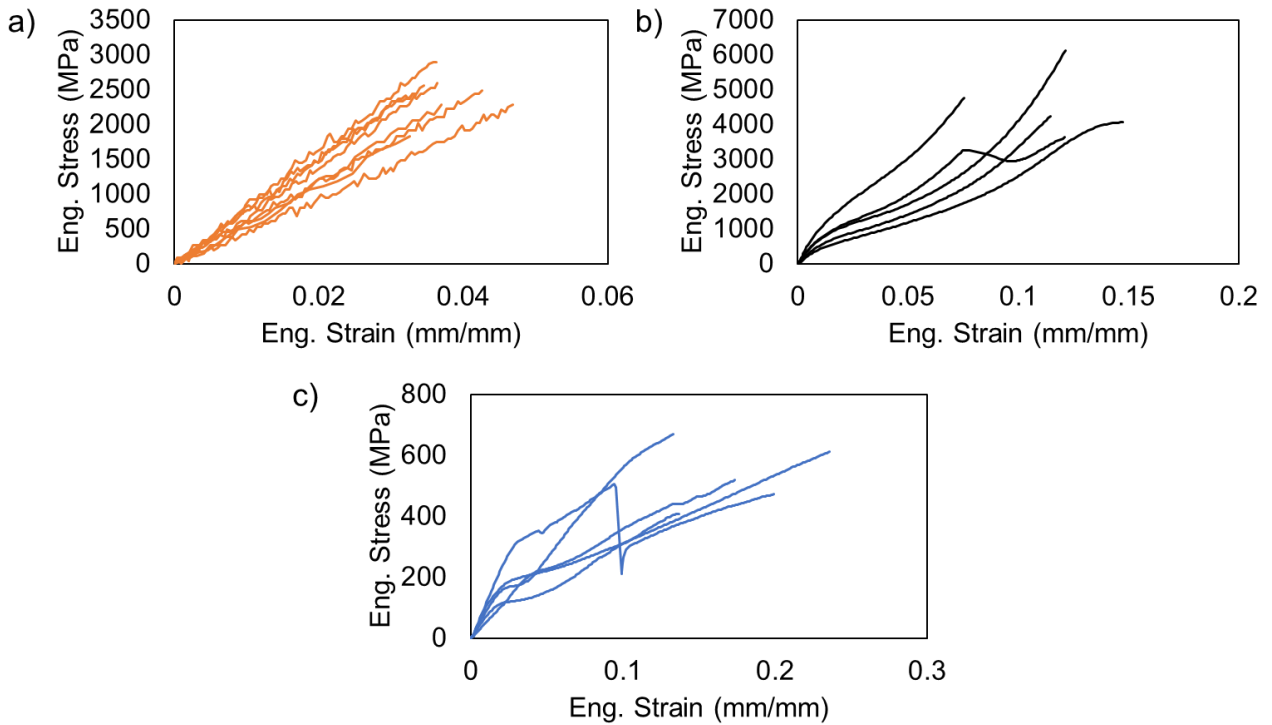 a)
3500
3000
2500
2000
1500
1000
500
0
Eng. Stress (MPa)
0 0.02 0.04 0.06
Eng. Strain (mm/mm)
b)
7000
6000
5000
4000
3000
2000
1000
0
Eng. Stress (MPa)
0 0.05 0.1 0.15 0.2
Eng. Strain (mm/mm)
c)
800
600
400
200
0
Eng. Stress (MPa)
0 0.1 0.2 0.3
Eng. Strain (mm/mm)